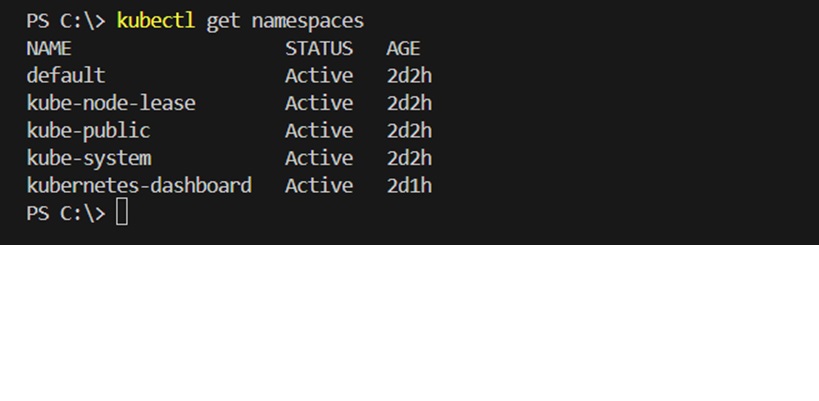 PS C:\> kubectl get namespaces
NAME                   STATUS   AGE
default                Active   2d2h
kube-node-lease        Active   2d2h
kube-public            Active   2d2h
kube-system            Active   2d2h
kubernetes-dashboard   Active   2d1h
PS C:\>